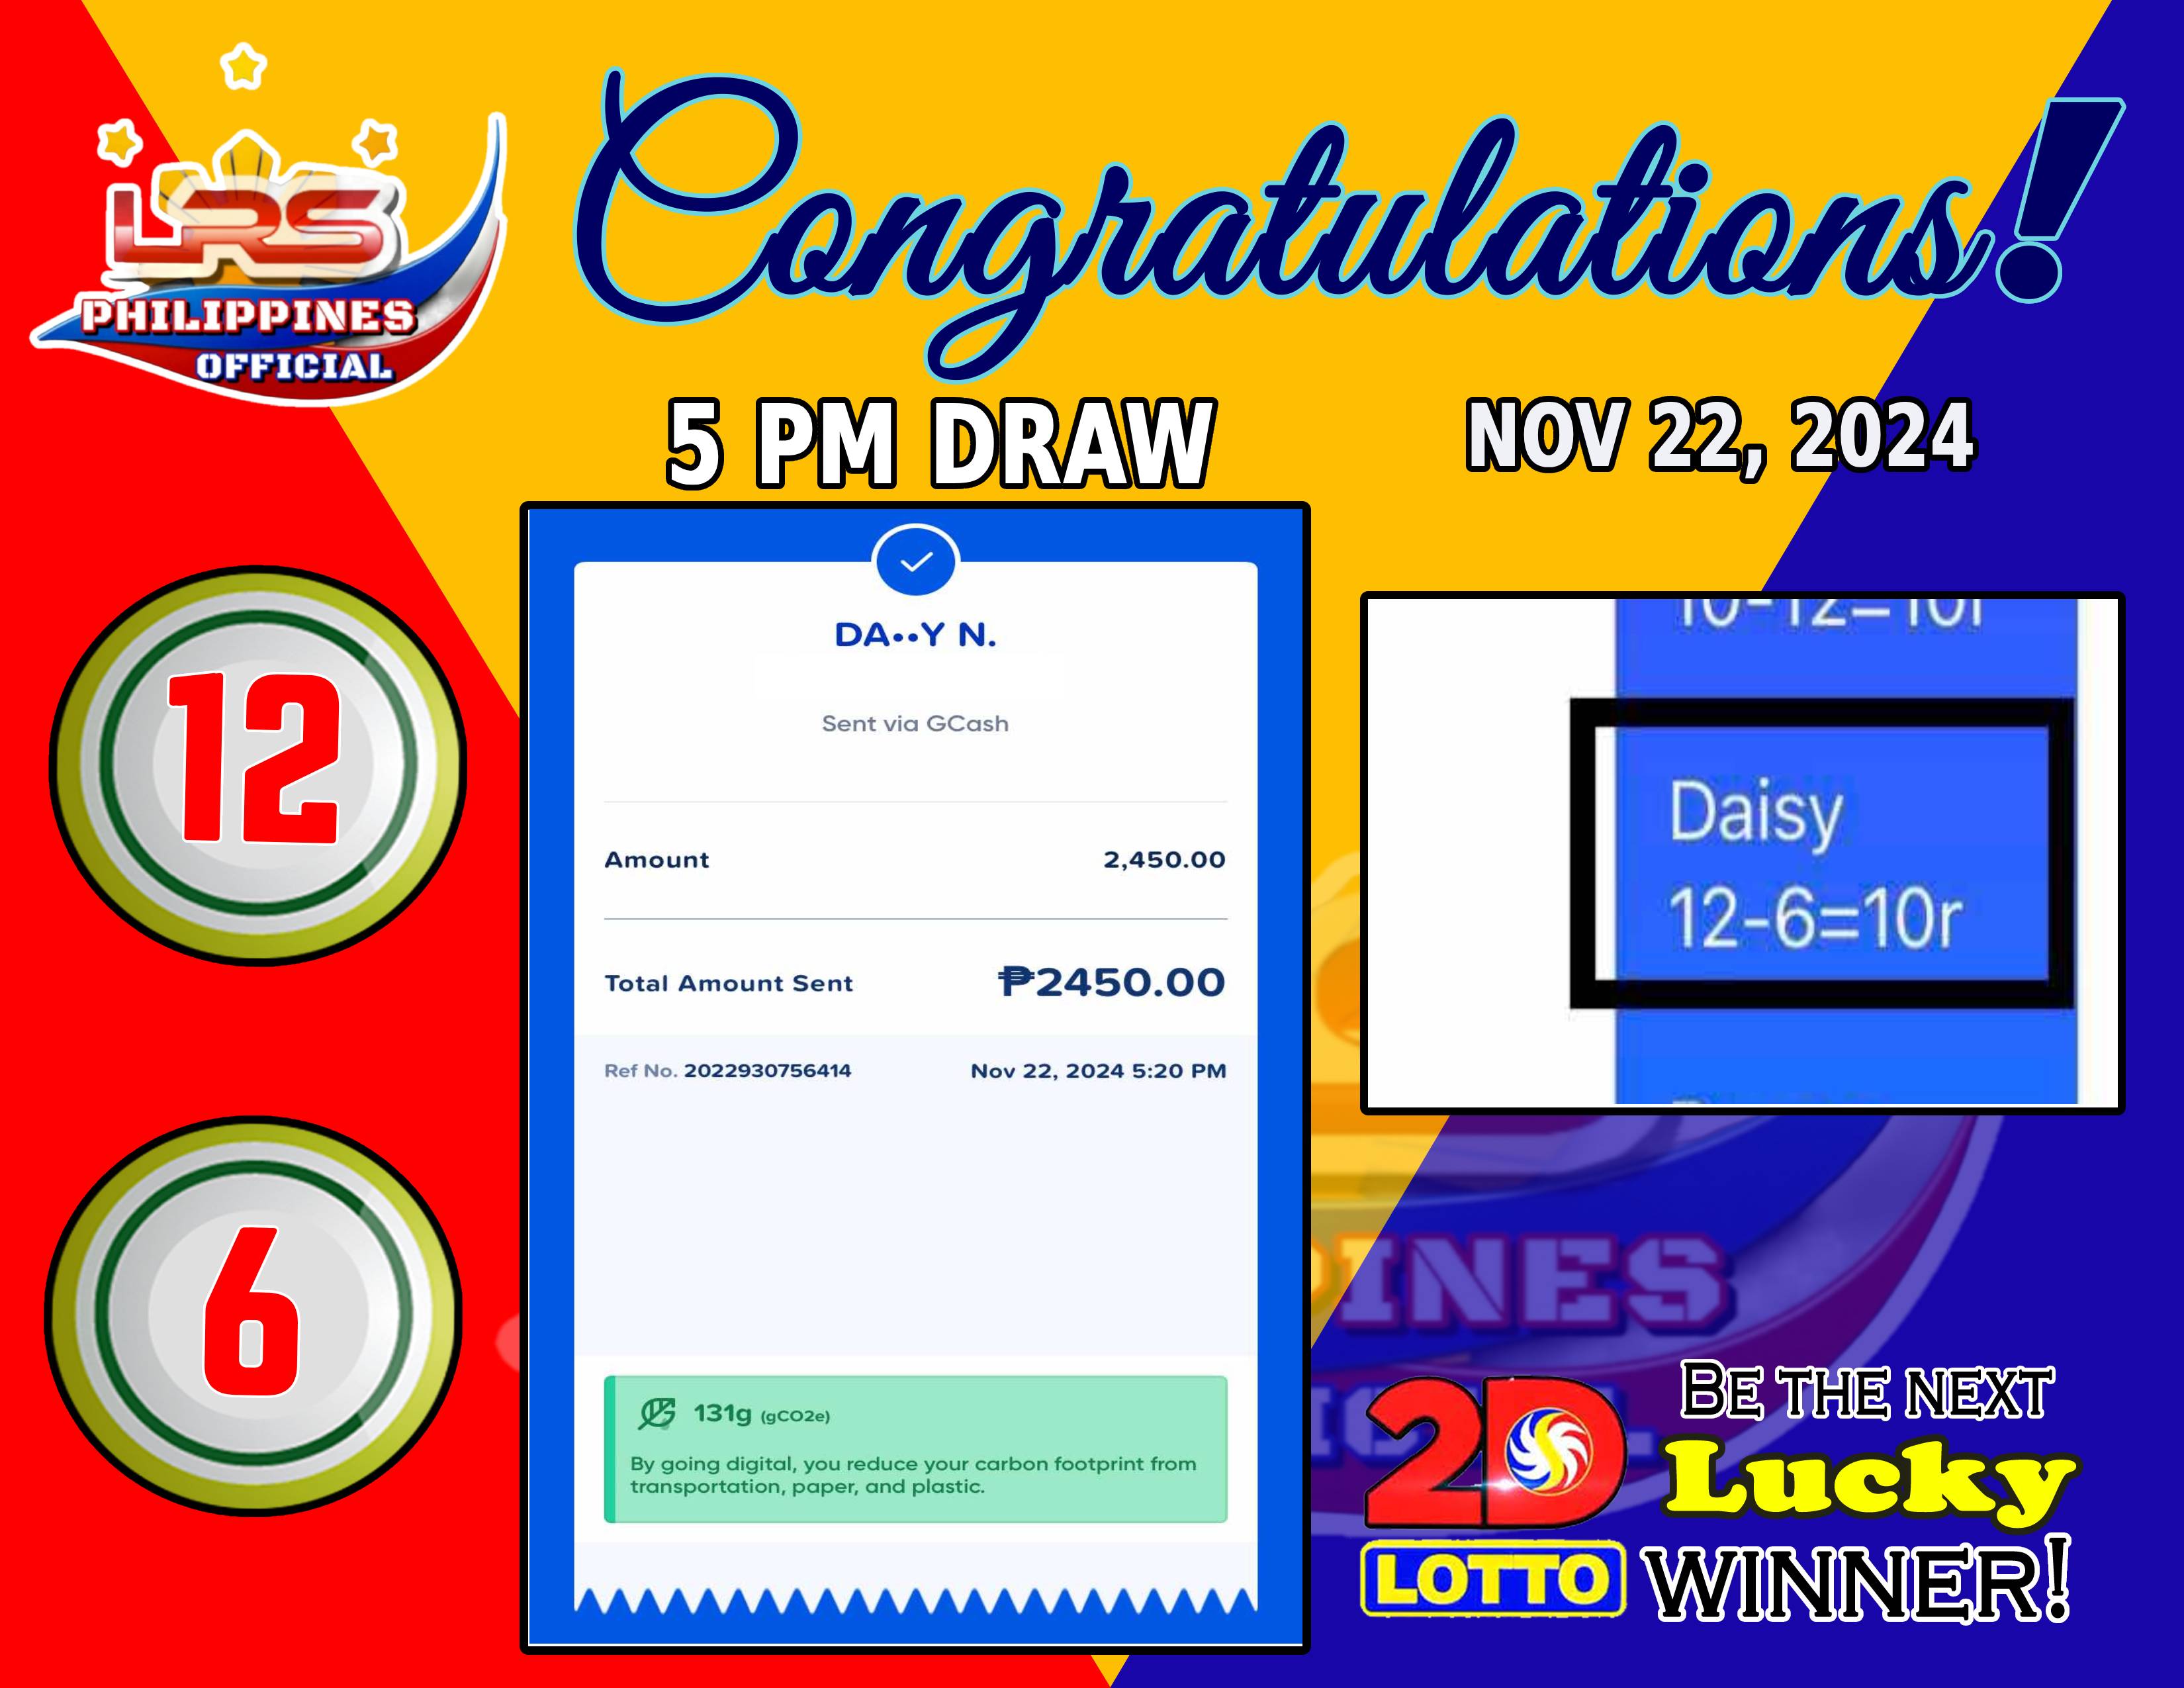 LRS
PHILIPPINES
OFFICIAL
Congratulations!
5 PM DRAW
NOV 22, 2024
12
6
DA••Y N.
Sent via GCash
Amount 2,450.00
Total Amount Sent ₱2450.00
Ref No. 2022930756414 Nov 22, 2024 5:20 PM
131g (gCO2e)
By going digital, you reduce your carbon footprint from
transportation, paper, and plastic.
Daisy
12-6=10r
PINES
2D
LOTTO
BE THE NEXT
Lucky
WINNER!